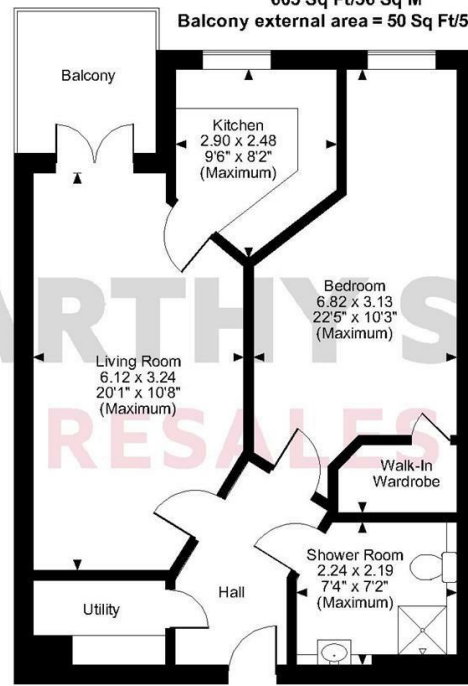 Balcony external area = 50 Sq Ft/5
Balcony
Kitchen
2.90 x 2.48
9'6" x 8'2"
(Maximum)
Bedroom
6.82 x 3.13
22'5" x 10'3"
(Maximum)
ARTHY S
Living Room
6.12 x 3.24
20'1" x 10'8"
(Maximum)
RESALES
Walk-In
Wardrobe
Shower Room
2.24 x 2.19
7'4" x 7'2"
(Maximum)
Utility
Hall